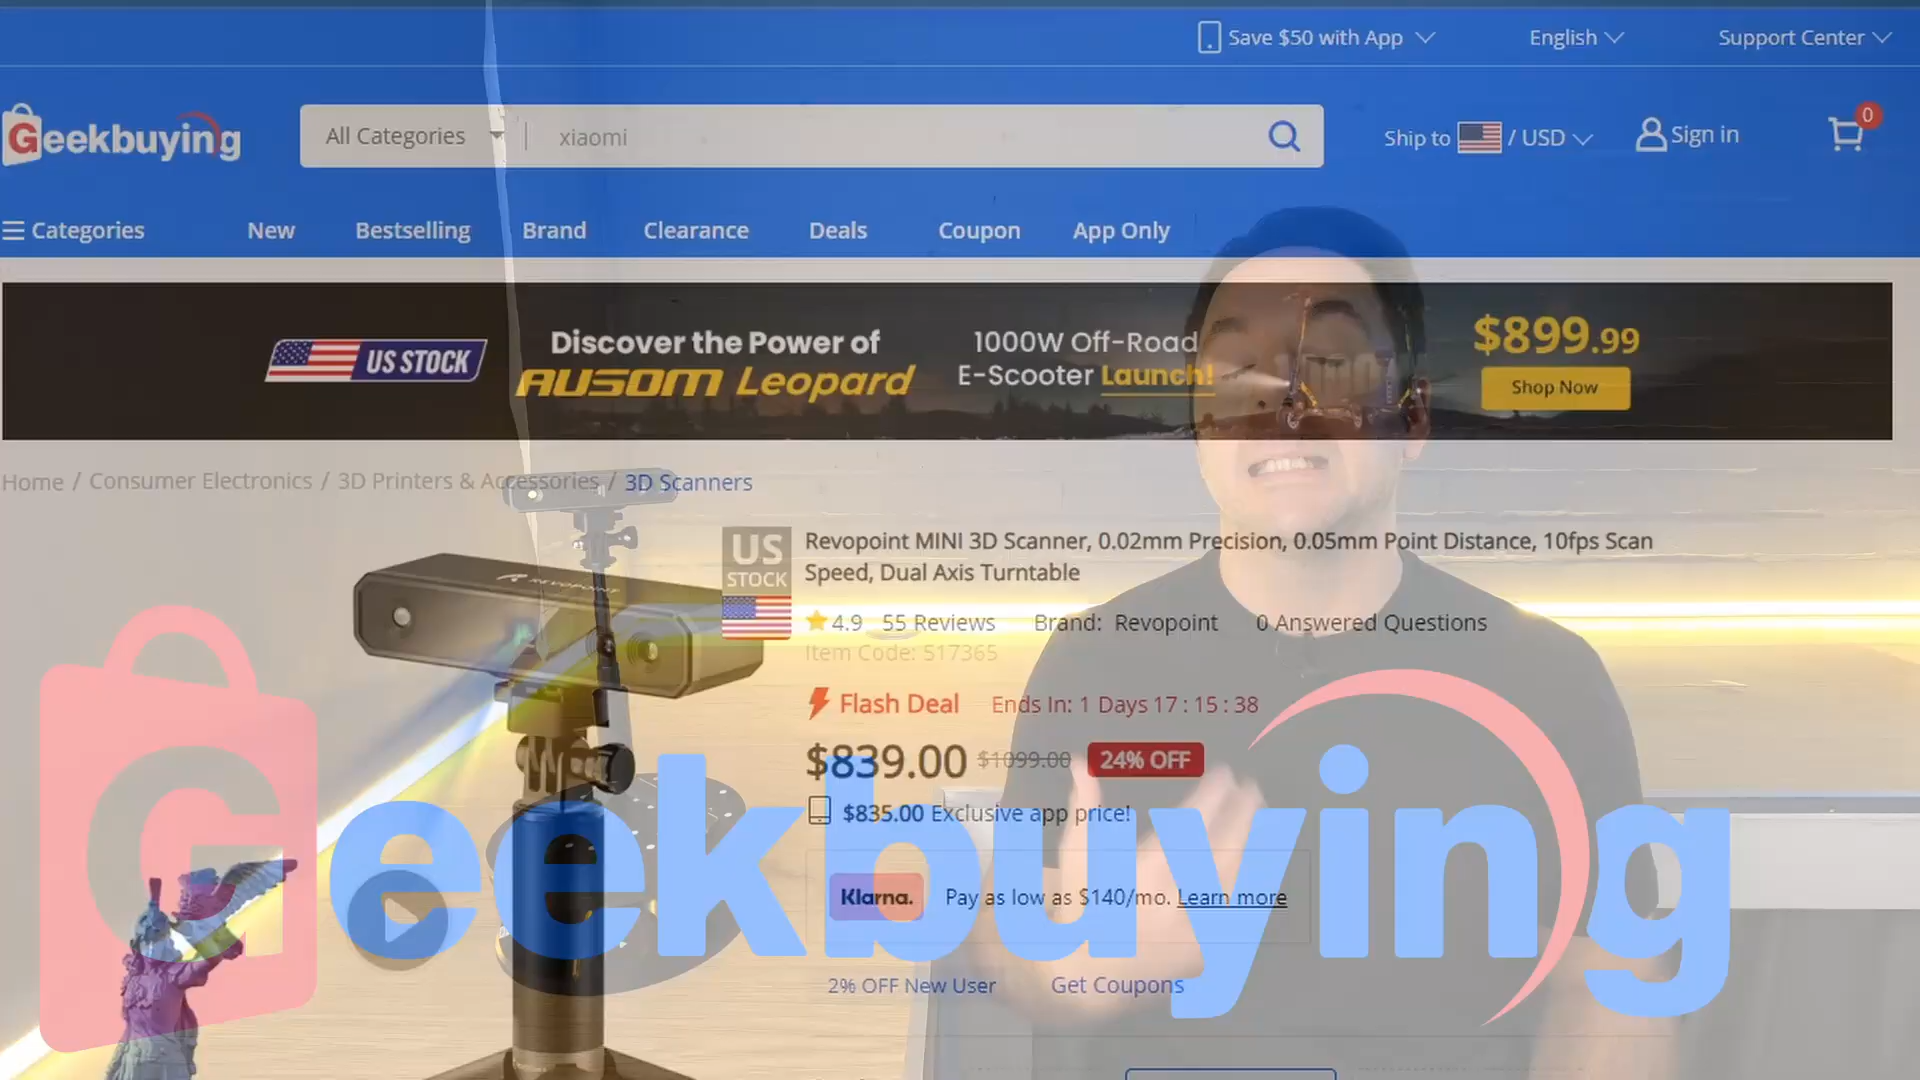 Save $50 with App
English
Support Center
Geekbuying
All Categories
xiaomi
Ship to / USD
Sign in
0
Categories
New
Bestselling
Brand
Clearance
Deals
Coupon
App Only
US STOCK
Discover the Power of
AUSOM Leopard
1000W Off-Road
E-Scooter Launch!
$899.99
Shop Now
Home / Consumer Electronics / 3D Printers & Accessories / 3D Scanners
US
STOCK
Revopoint MINI 3D Scanner, 0.02mm Precision, 0.05mm Point Distance, 10fps Scan
Speed, Dual Axis Turntable
4.9 55 Reviews Brand: Revopoint 0 Answered Questions
Item Code: 517365
REVOPOINT
Flash Deal Ends In: 1 Days 17 : 15 : 38
$839.00 $1099.00 24% OFF
$835.00 Exclusive app price!
Geekbuying
Klarna. Pay as low as $140/mo. Learn more
2% OFF New User
Get Coupons